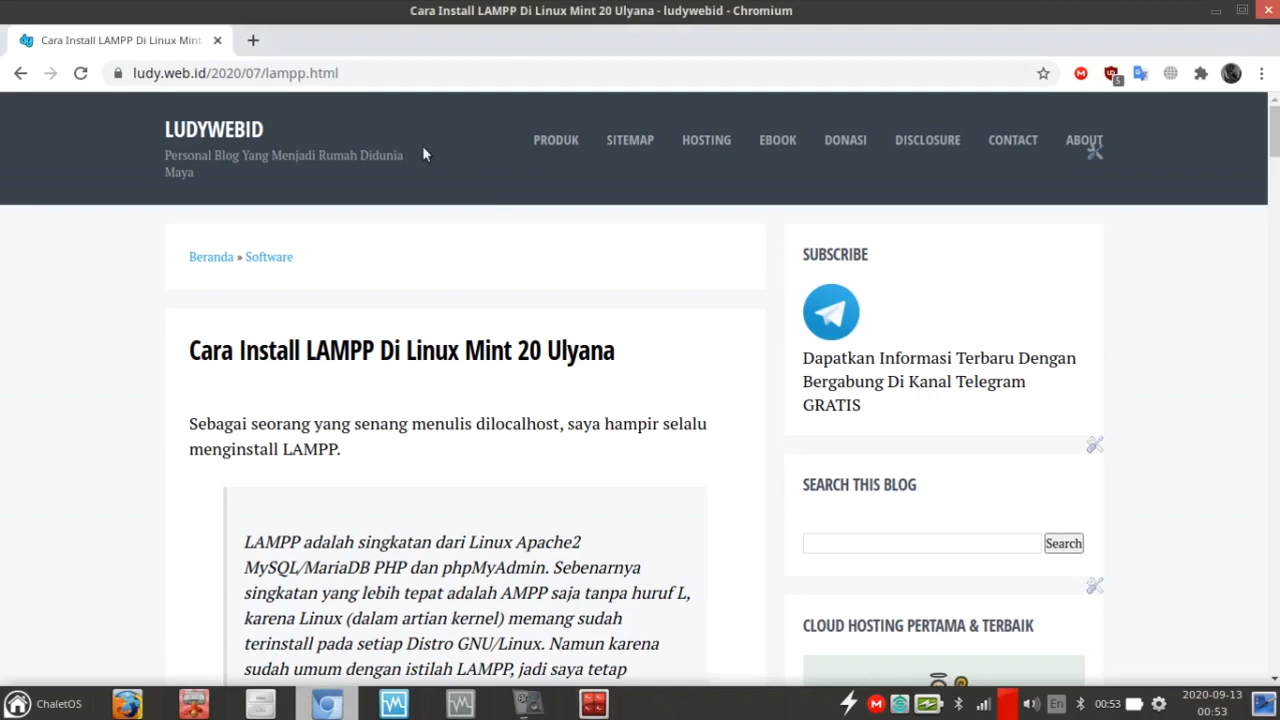 Cara Install LAMPP Di Linux Mint 20 Ulyana - ludywebid - Chromium
Cara Install LAMPP Di Linux Mint
ludy.web.id/2020/07/lampp.html
5
LUDYWEBID
Personal Blog Yang Menjadi Rumah Didunia
Maya
PRODUK SITEMAP HOSTING EBOOK DONASI DISCLOSURE CONTACT ABOUT
Beranda » Software
Cara Install LAMPP Di Linux Mint 20 Ulyana
Sebagai seorang yang senang menulis dilocalhost, saya hampir selalu
menginstall LAMPP.
LAMPP adalah singkatan dari Linux Apache2
MySQL/MariaDB PHP dan phpMyAdmin. Sebenarnya
singkatan yang lebih tepat adalah AMPP saja tanpa huruf L,
karena Linux (dalam artian kernel) memang sudah
terinstall pada setiap Distro GNU/Linux. Namun karena
sudah umum dengan istilah LAMPP, jadi saya tetap
SUBSCRIBE
Dapatkan Informasi Terbaru Dengan
Bergabung Di Kanal Telegram
GRATIS
SEARCH THIS BLOG
Search
CLOUD HOSTING PERTAMA & TERBAIK
ChaletOS
En
00:53
2020-09-13
00:53